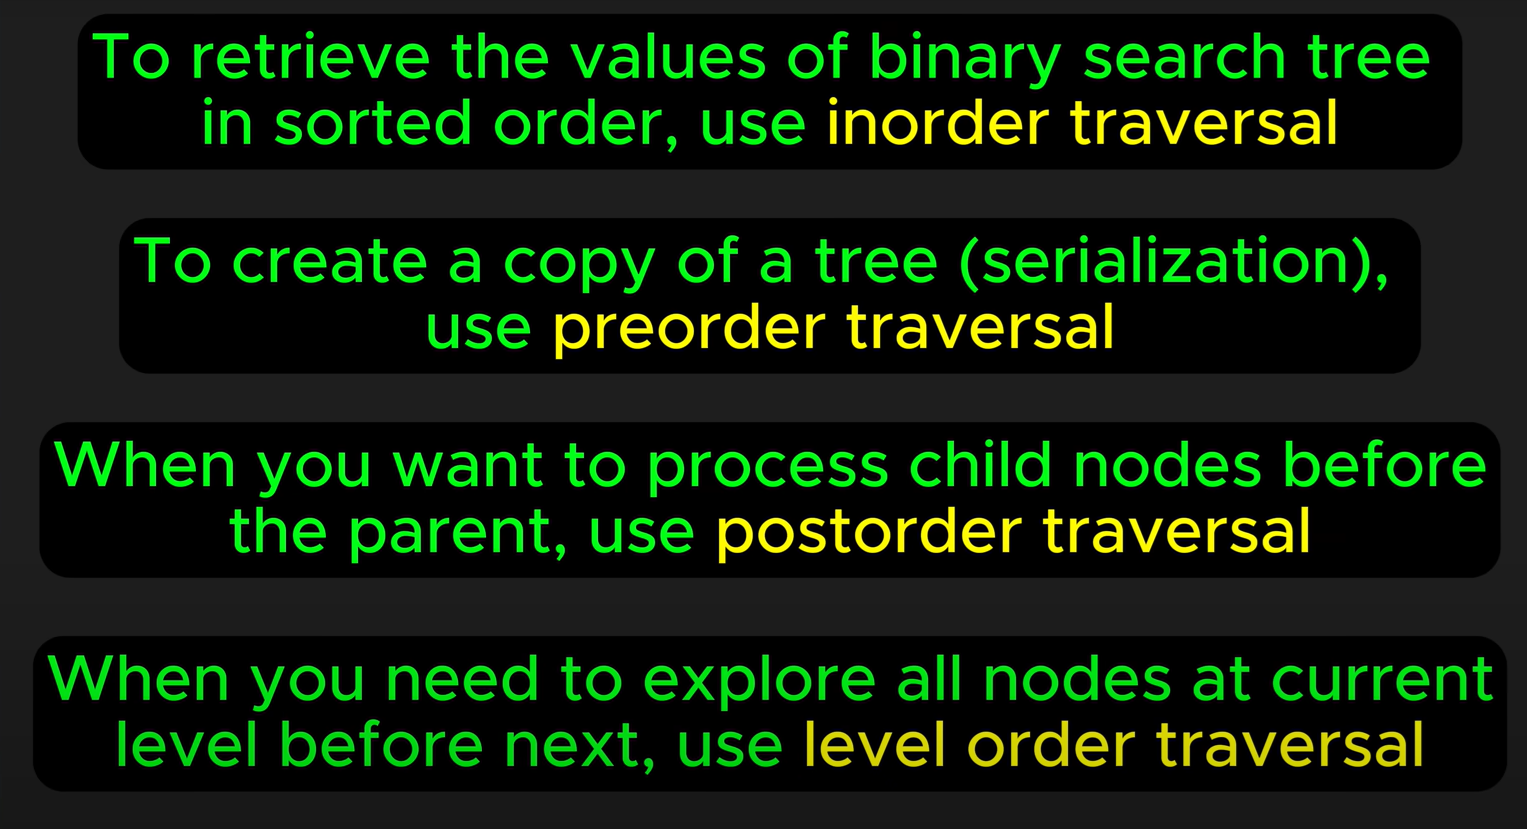 To retrieve the values of binary search tree
in sorted order, use inorder traversal
To create a copy of a tree (serialization),
use preorder traversal
When you want to process child nodes before
the parent, use postorder traversal
When you need to explore all nodes at current
level before next, use level order traversal